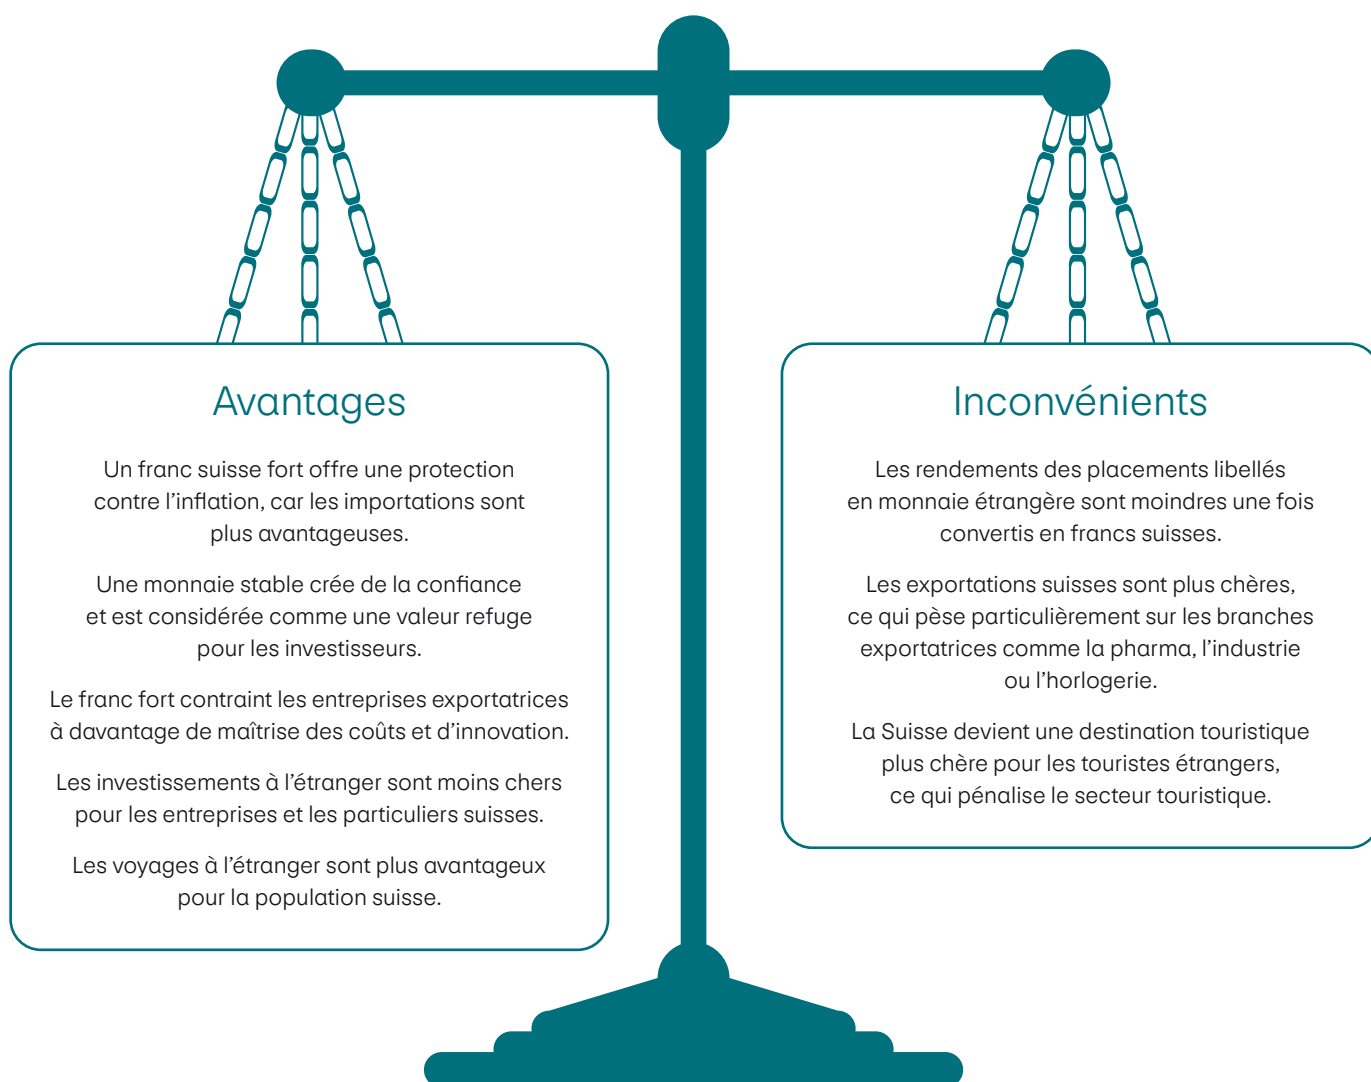 Avantages
Un franc suisse fort offre une protection
contre l’inflation, car les importations sont
plus avantageuses.
Une monnaie stable crée de la confiance
et est considérée comme une valeur refuge
pour les investisseurs.
Le franc fort contraint les entreprises exportatrices
à davantage de maîtrise des coûts et d’innovation.
Les investissements à l’étranger sont moins chers
pour les entreprises et les particuliers suisses.
Les voyages à l’étranger sont plus avantageux
pour la population suisse.
Inconvénients
Les rendements des placements libellés
en monnaie étrangère sont moindres une fois
convertis en francs suisses.
Les exportations suisses sont plus chères,
ce qui pèse particulièrement sur les branches
exportatrices comme la pharma, l’industrie
ou l’horlogerie.
La Suisse devient une destination touristique
plus chère pour les touristes étrangers,
ce qui pénalise le secteur touristique.